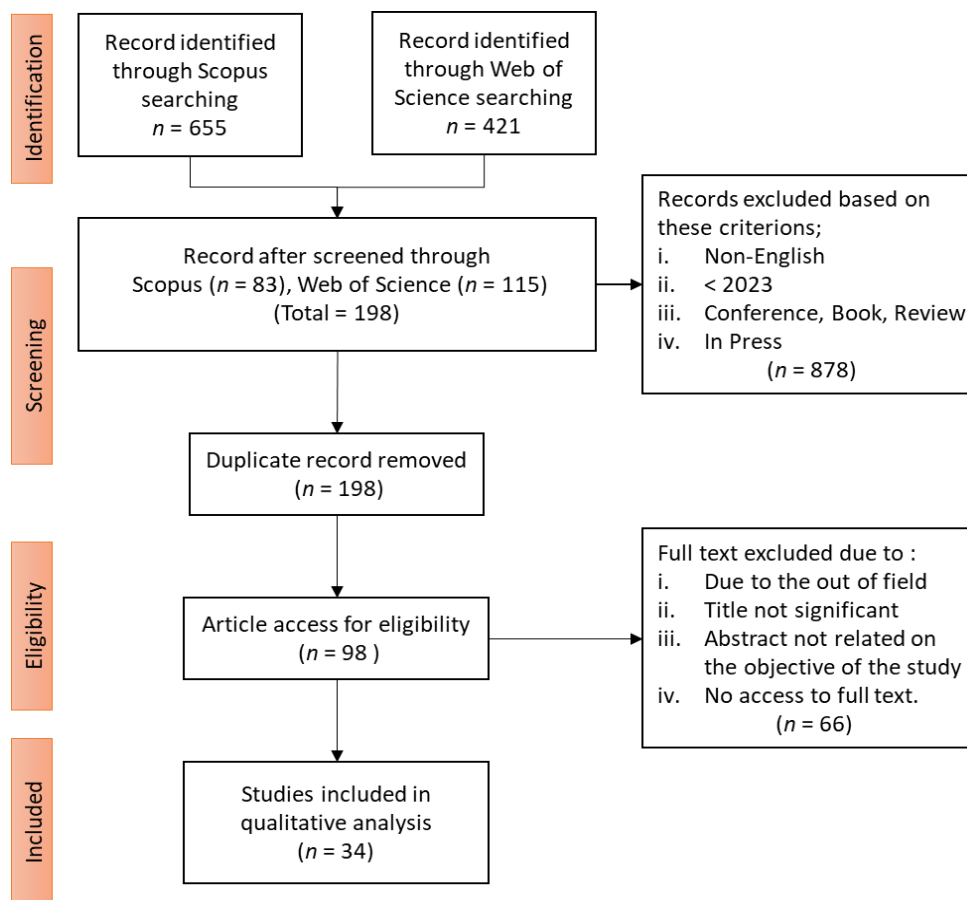 Identification
Record identified
through Scopus
searching
n = 655
Record identified
through Web of
Science searching
n = 421
Screening
Record after screened through
Scopus (n = 83), Web of Science (n = 115)
(Total = 198)
Records excluded based on
these criterions;
i. Non-English
ii. < 2023
iii. Conference, Book, Review
iv. In Press
(n = 878)
Duplicate record removed
(n = 198)
Eligibility
Article access for eligibility
(n = 98 )
Full text excluded due to :
i. Due to the out of field
ii. Title not significant
iii. Abstract not related on
the objective of the study
iv. No access to full text.
(n = 66)
Included
Studies included in
qualitative analysis
(n = 34)